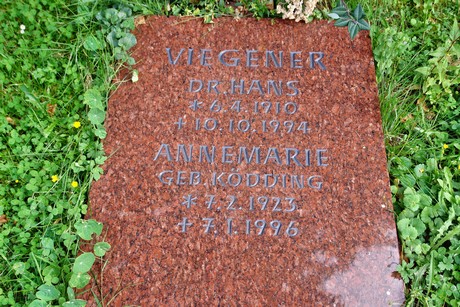 VIEGENER
DR. HANS
* 6.4.1910
+ 10.10.1994
ANNEMARIE
GEB. KÖDDING
* 7.2.1923
+ 7.1.1996